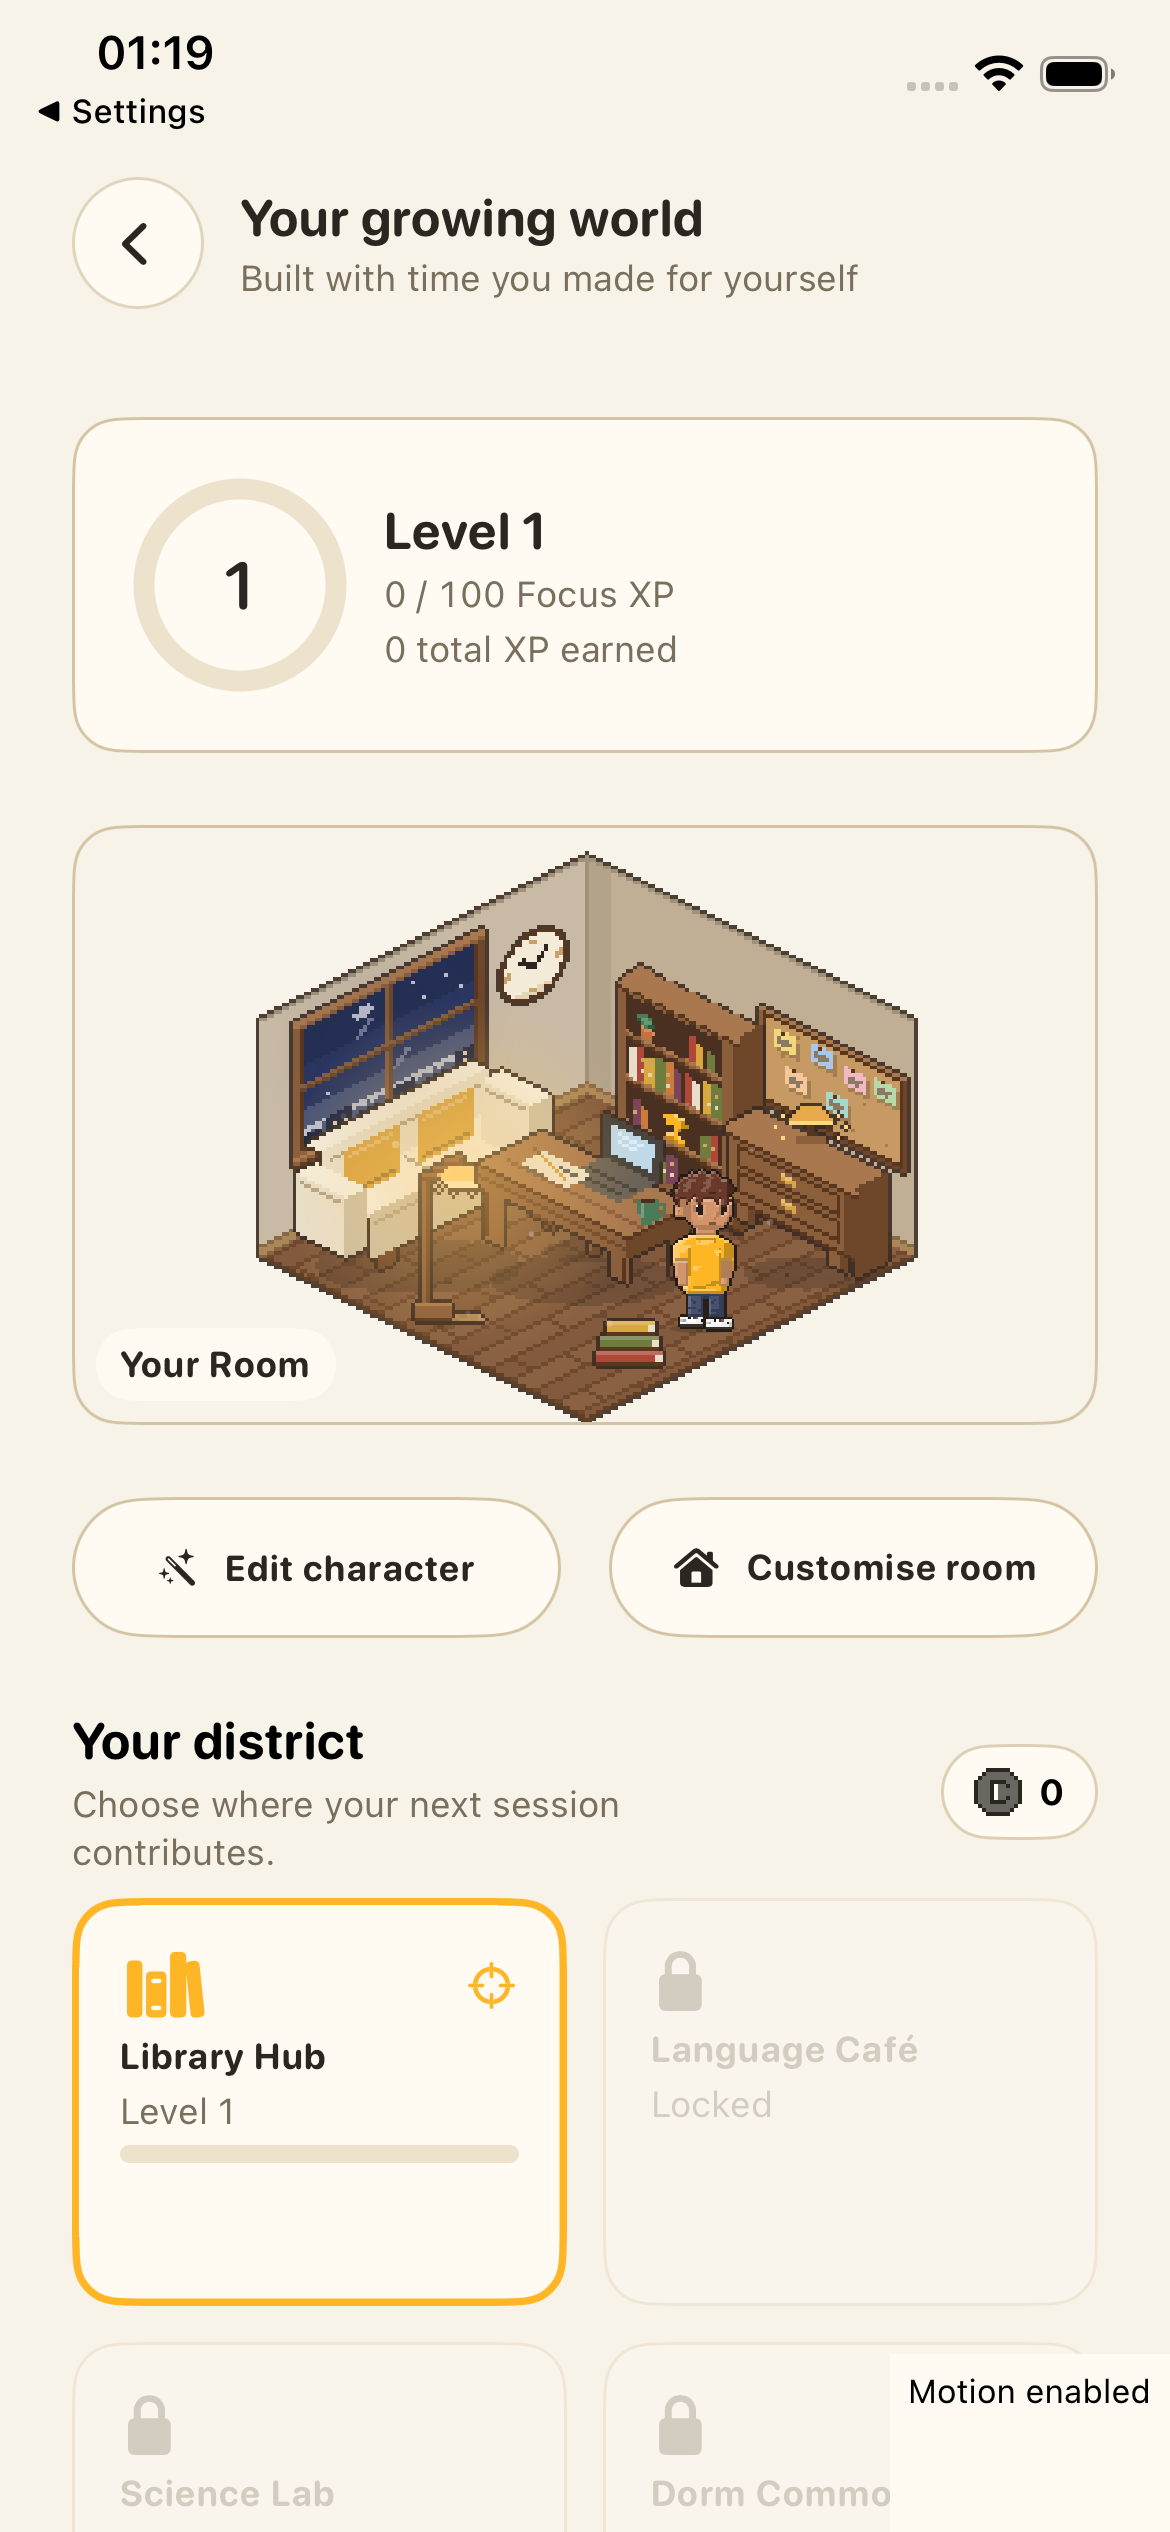 01:19
Settings
Your growing world
Built with time you made for yourself
1
Level 1
0 / 100 Focus XP
0 total XP earned
Your Room
Edit character
Customise room
Your district
Choose where your next session
contributes.
C 0
Library Hub
Level 1
Language Café
Locked
Science Lab
Dorm Commo
Motion enabled